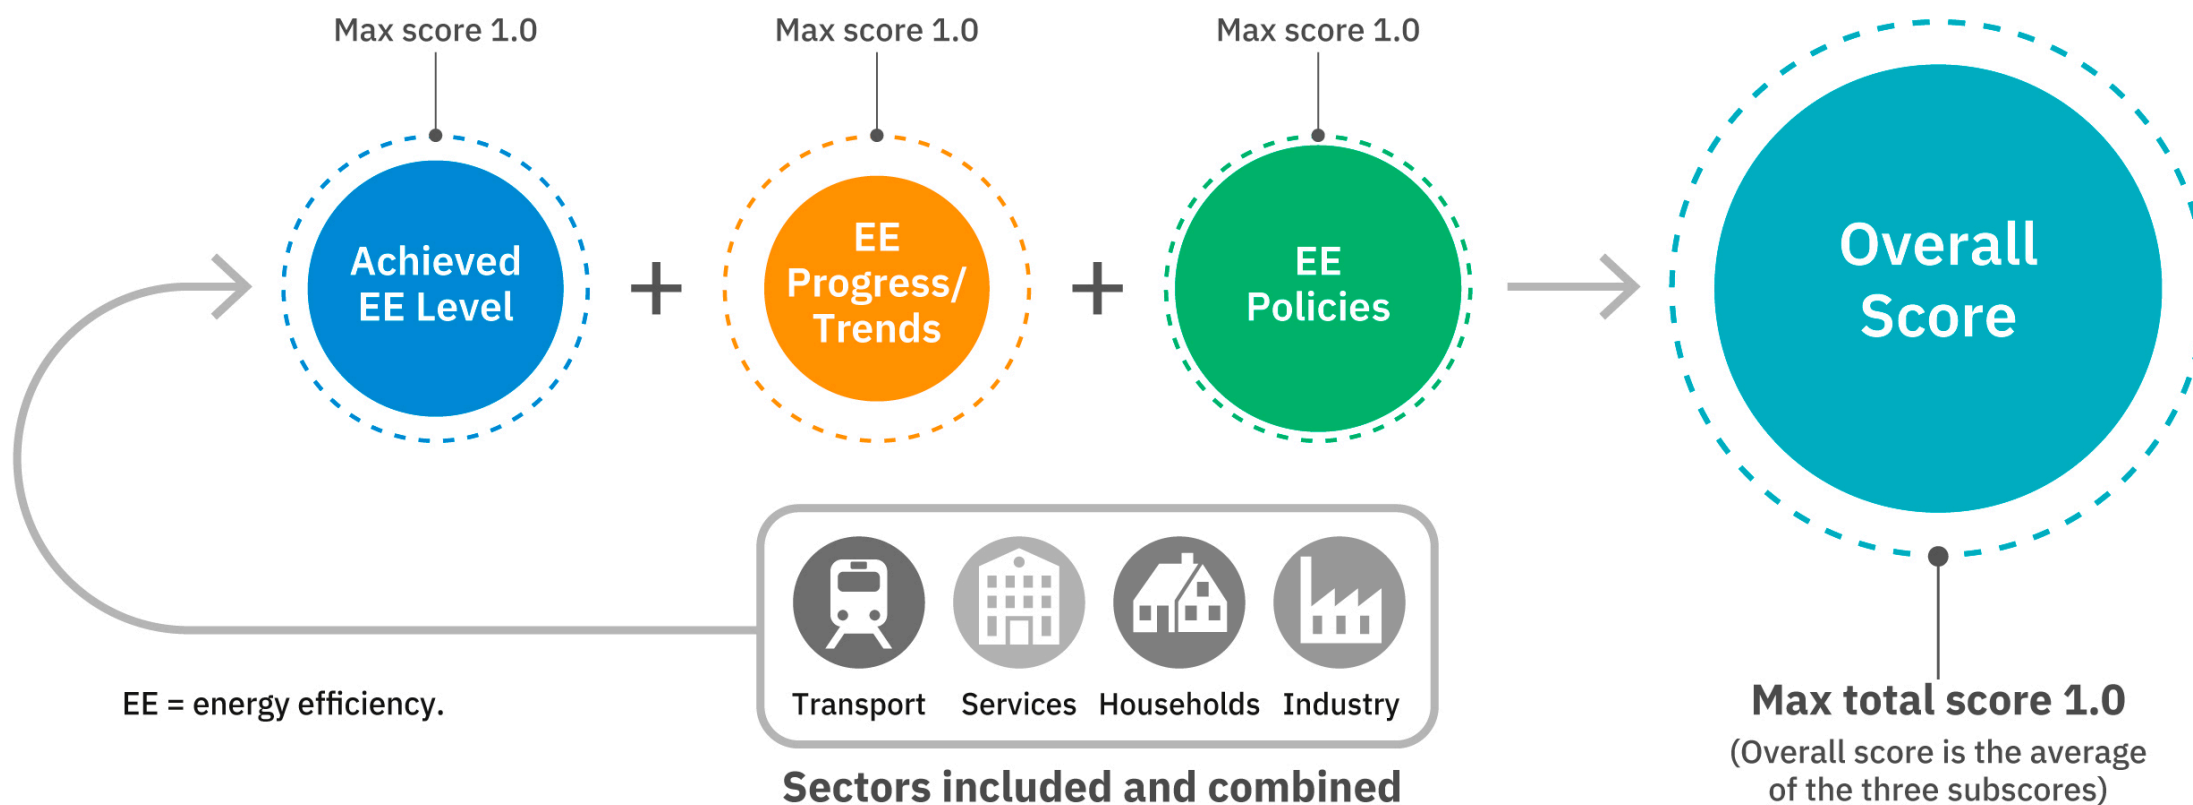 Max score 1.0
Max score 1.0
Max score 1.0
Achieved
EE Level
EE
Progress/
Trends
EE
Policies
Overall
Score
Transport
Services
Households
Industry
EE = energy efficiency.
Sectors included and combined
Max total score 1.0
(Overall score is the average
of the three subscores)